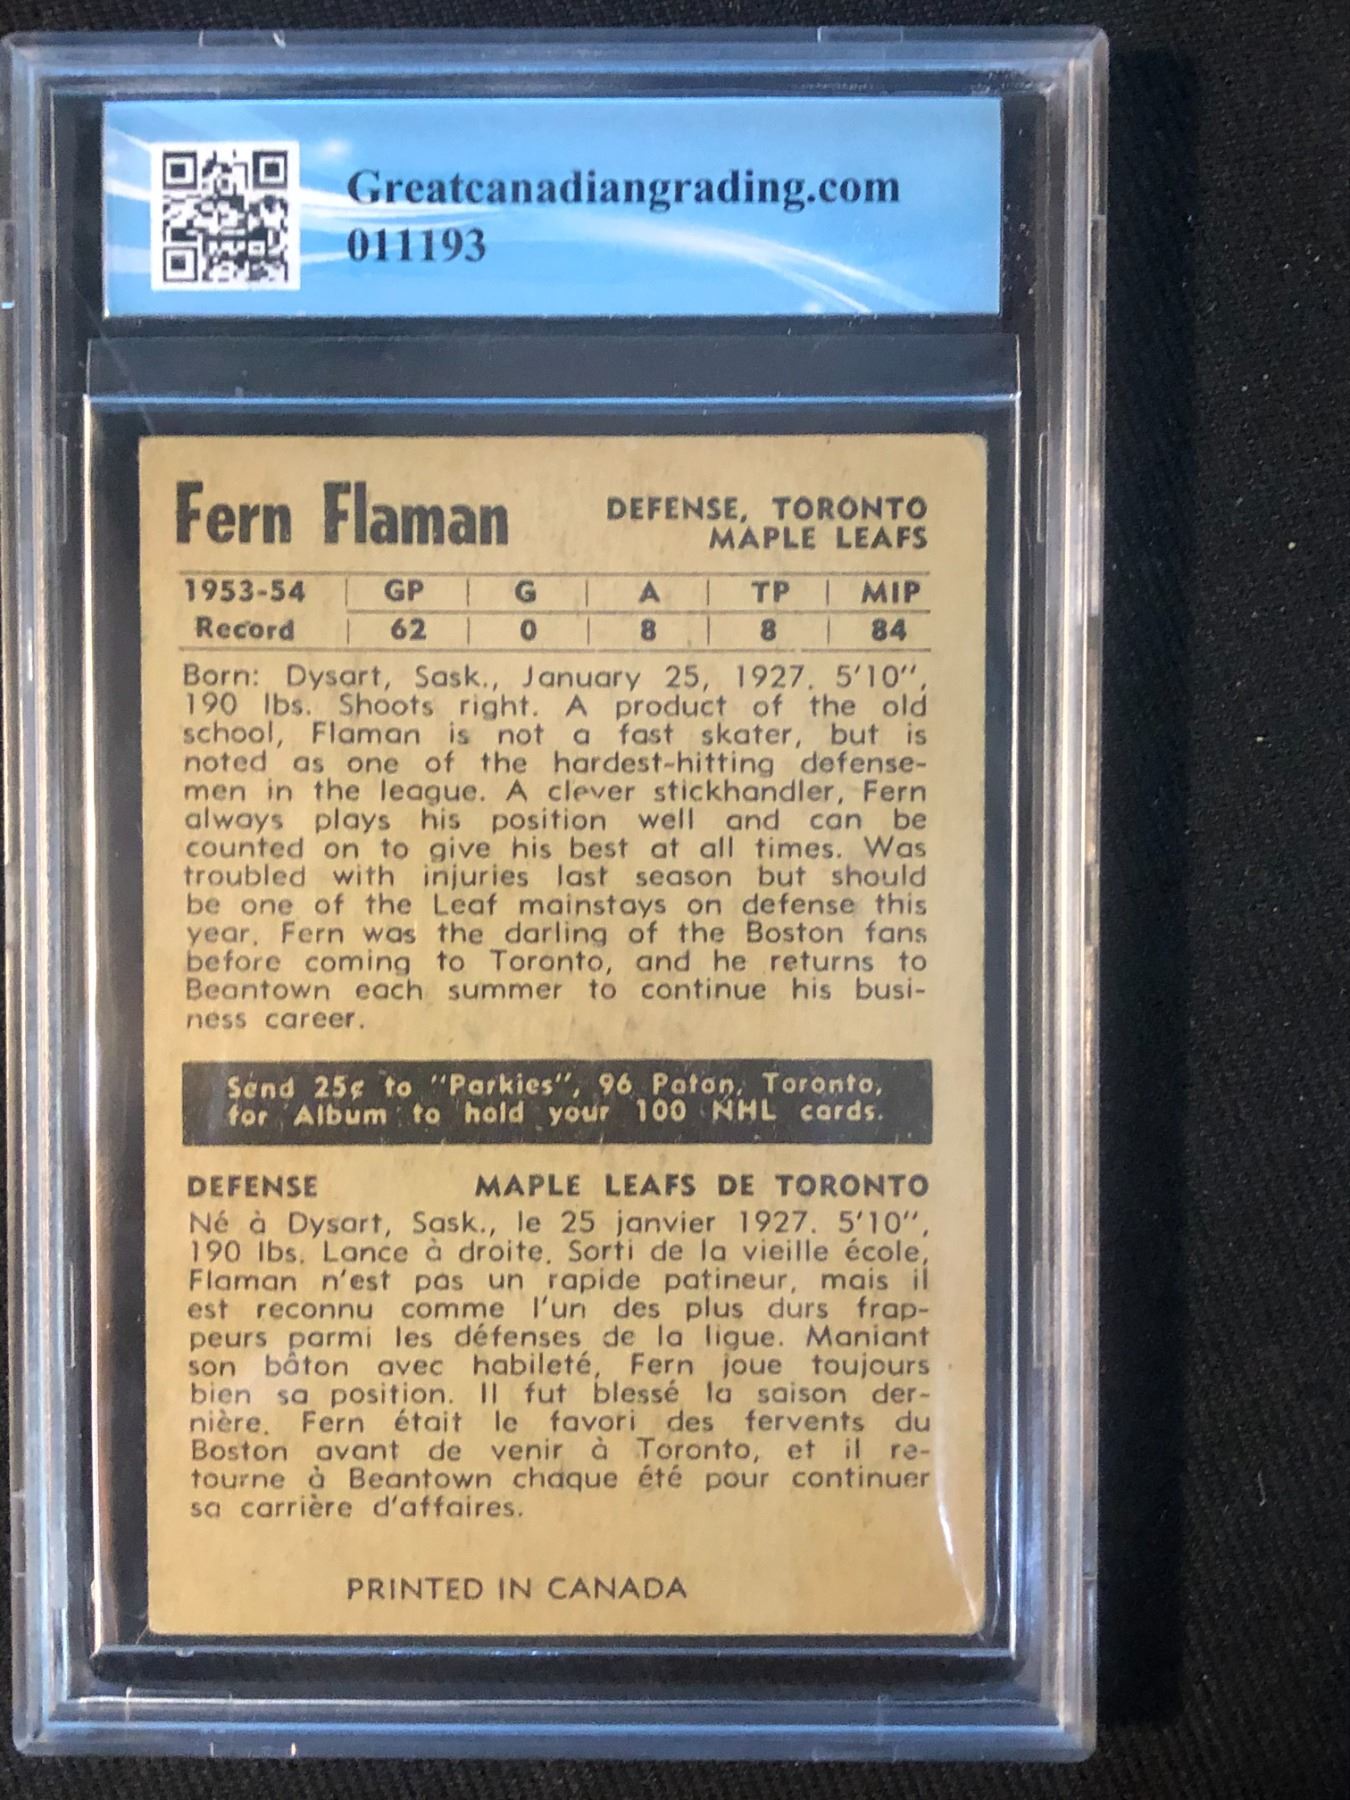 Greatcanadiangrading.com
011193
Fern Flaman
DEFENSE, TORONTO
MAPLE LEAFS
1953-54 | GP | G | A | TP | MIP
Record | 62 | 0 | 8 | 8 | 84
Born: Dysart, Sask., January 25, 1927. 5'10",
190 lbs. Shoots right. A product of the old
school, Flaman is not a fast skater, but is
noted as one of the hardest-hitting defense-
men in the league. A clever stickhandler, Fern
always plays his position well and can be
counted on to give his best at all times. Was
troubled with injuries last season but should
be one of the Leaf mainstays on defense this
year. Fern was the darling of the Boston fans
before coming to Toronto, and he returns to
Beantown each summer to continue his busi-
ness career.
Send 25¢ to "Parkies", 96 Paton, Toronto,
for Album to hold your 100 NHL cards.
DEFENSE MAPLE LEAFS DE TORONTO
Né à Dysart, Sask., le 25 janvier 1927. 5'10",
190 lbs. Lance à droite. Sorti de la vieille école,
Flaman n'est pas un rapide patineur, mais il
est reconnu comme l'un des plus durs frap-
peurs parmi les défenses de la ligue. Maniant
son bâton avec habileté, Fern joue toujours
bien sa position. Il fut blessé la saison der-
nière. Fern était le favori des fervents du
Boston avant de venir à Toronto, et il re-
tourne à Beantown chaque été pour continuer
sa carrière d'affaires.
PRINTED IN CANADA